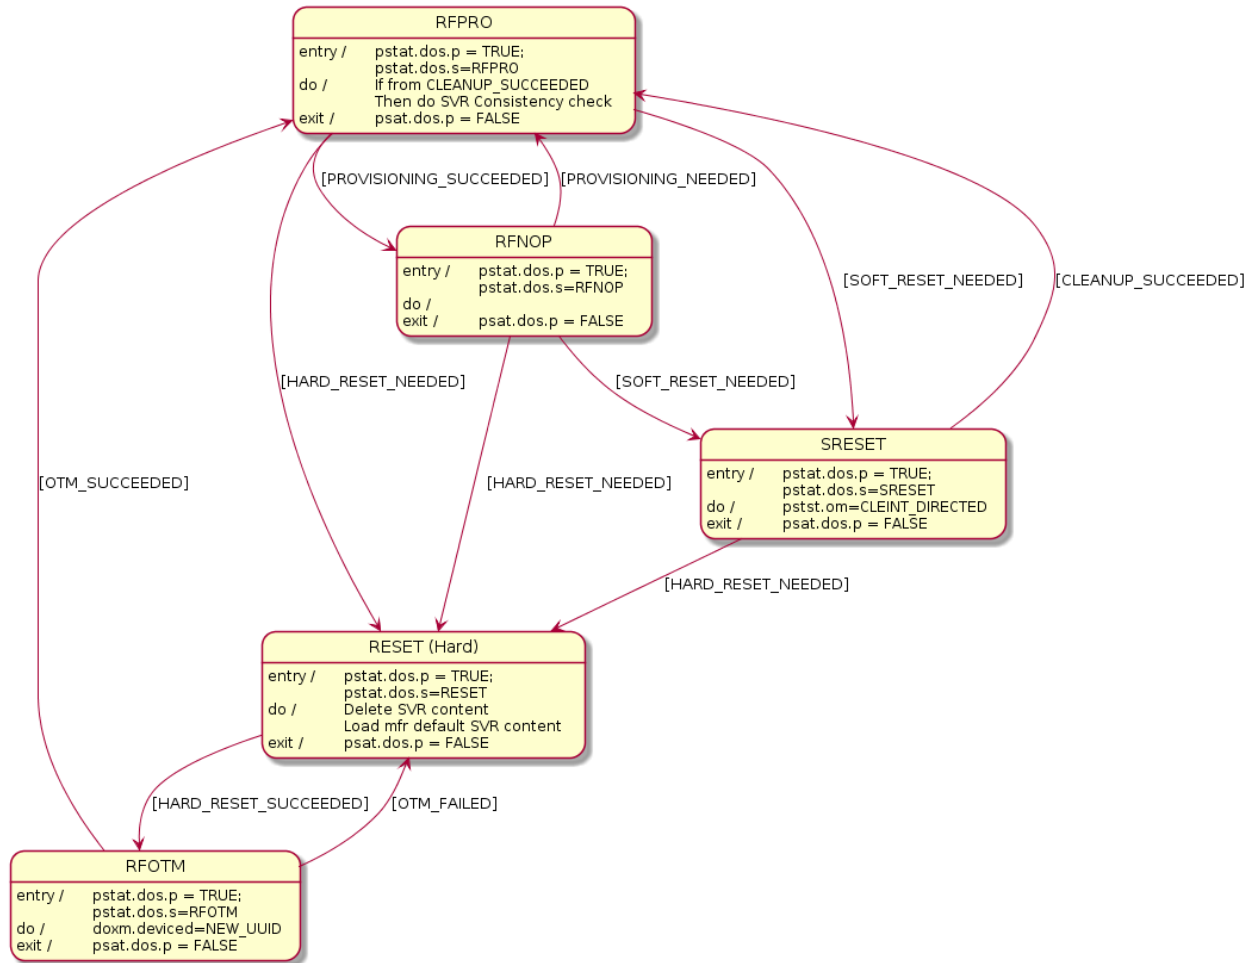 RFPRO
entry / pstat.dos.p = TRUE;
pstat.dos.s=RFPRO
do / If from CLEANUP_SUCCEEDED
Then do SVR Consistency check
exit / psat.dos.p = FALSE
[PROVISIONING_SUCCEEDED]
[PROVISIONING_NEEDED]
RFNOP
entry / pstat.dos.p = TRUE;
pstat.dos.s=RFNOP
do /
exit / psat.dos.p = FALSE
[SOFT_RESET_NEEDED]
[CLEANUP_SUCCEEDED]
[HARD_RESET_NEEDED]
[SOFT_RESET_NEEDED]
SRESET
entry / pstat.dos.p = TRUE;
pstat.dos.s=SRESET
do / pstst.om=CLEINT_DIRECTED
exit / psat.dos.p = FALSE
[OTM_SUCCEEDED]
[HARD_RESET_NEEDED]
[HARD_RESET_NEEDED]
RESET (Hard)
entry / pstat.dos.p = TRUE;
pstat.dos.s=RESET
do / Delete SVR content
Load mfr default SVR content
exit / psat.dos.p = FALSE
[HARD_RESET_SUCCEEDED]
[OTM_FAILED]
RFOTM
entry / pstat.dos.p = TRUE;
pstat.dos.s=RFOTM
do / doxm.deviced=NEW_UUID
exit / psat.dos.p = FALSE